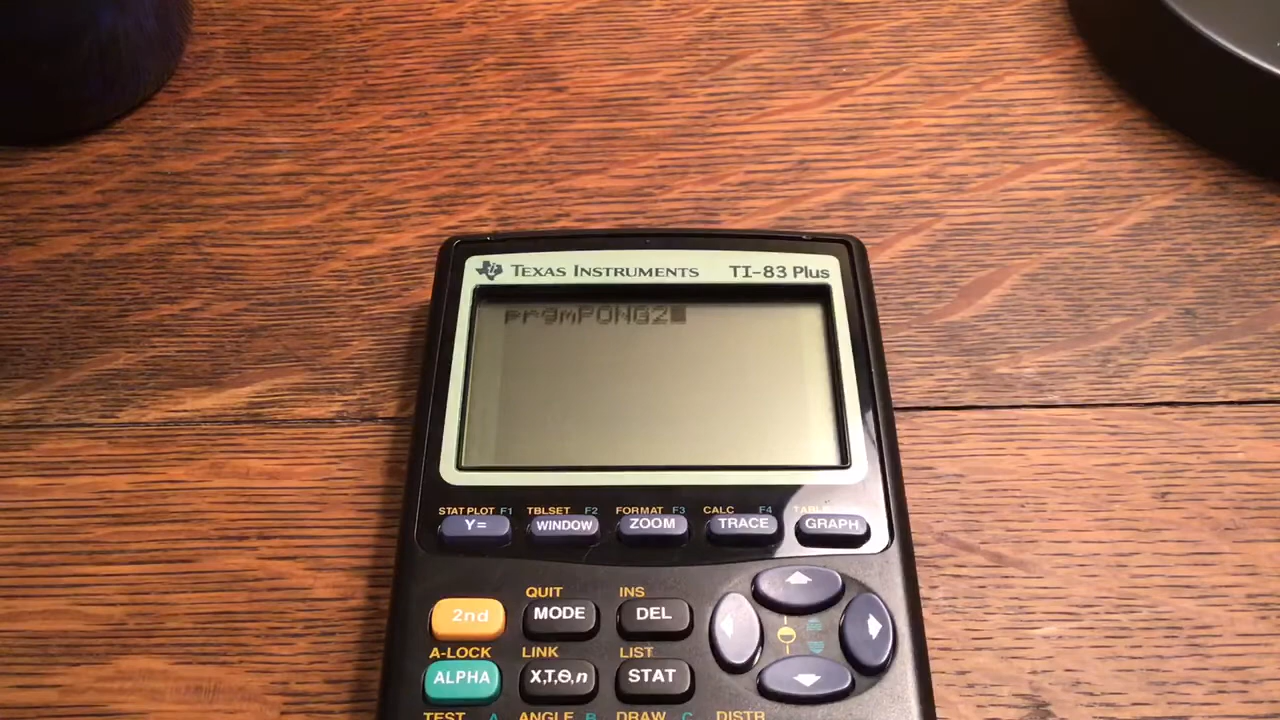 TEXAS INSTRUMENTS TI-83 Plus
prgmPONG2
STAT PLOT F1 TBLSET F2 FORMAT F3 CALC F4 TABLE
Y= WINDOW ZOOM TRACE GRAPH
QUIT INS
2nd MODE DEL
A-LOCK LINK LIST
ALPHA X,T,Θ,n STAT
TEST A ANGLE B DRAW C DISTR